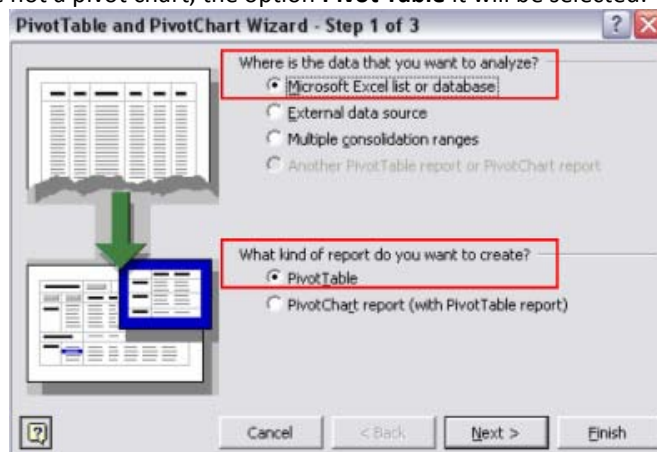 not a pivot chart, the option Pivot Table it will be selected.
PivotTable and PivotChart Wizard - Step 1 of 3
Where is the data that you want to analyze?
Microsoft Excel list or database
External data source
Multiple consolidation ranges
Another PivotTable report or PivotChart report
What kind of report do you want to create?
PivotTable
PivotChart report (with PivotTable report)
Cancel
< Back
Next >
Finish